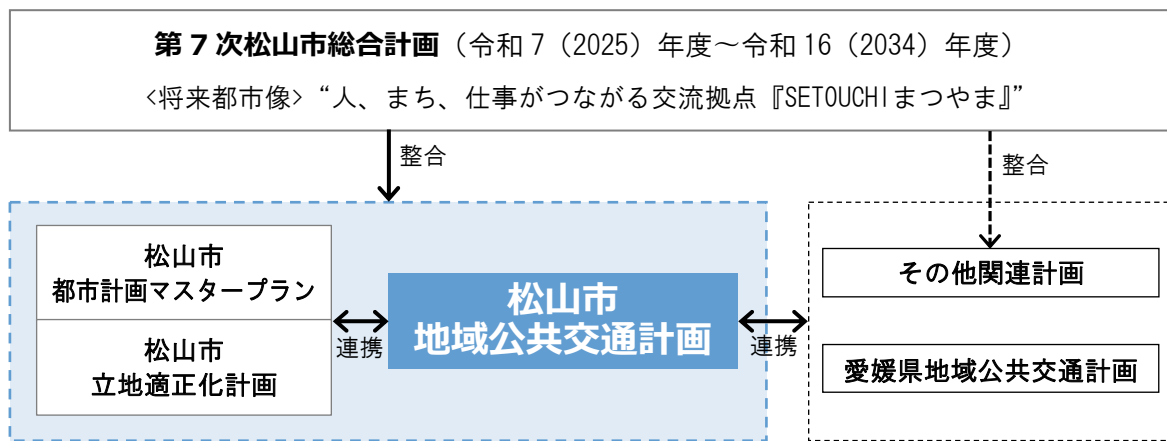 第7次松山市総合計画（令和7（2025）年度～令和16（2034）年度）
<将来都市像> “人、まち、仕事がつながる交流拠点『SETOUCHIまつやま』”
整合
整合
松山市
都市計画マスタープラン
松山市
立地適正化計画
連携
松山市
地域公共交通計画
連携
その他関連計画
愛媛県地域公共交通計画